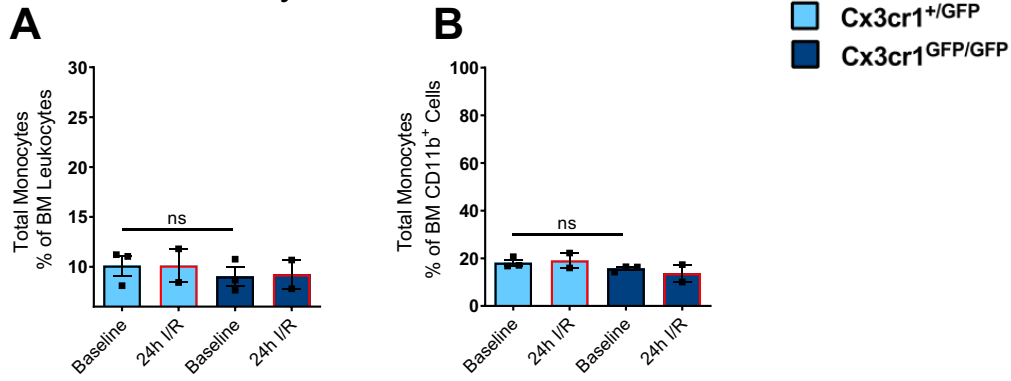 A
B
Cx3cr1+/GFP
Cx3cr1GFP/GFP
Total Monocytes
% of BM Leukocytes
30
25
20
15
10
ns
Baseline
24h I/R
Baseline
24h I/R
Total Monocytes
% of BM CD11b+ Cells
100
80
60
40
20
0
ns
Baseline
24h I/R
Baseline
24h I/R